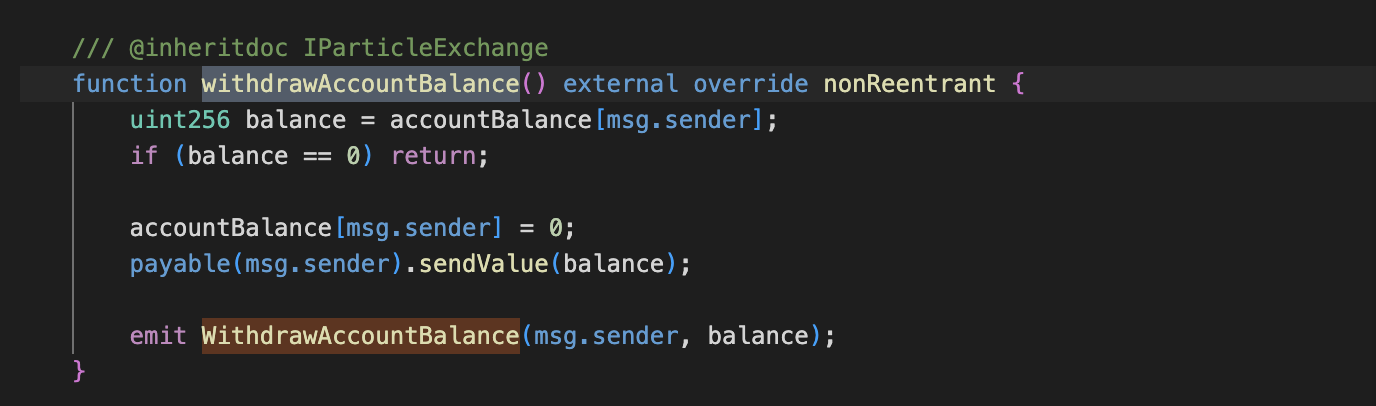 /// @inheritdoc IParticleExchange
function withdrawAccountBalance() external override nonReentrant {
uint256 balance = accountBalance[msg.sender];
if (balance == 0) return;
accountBalance[msg.sender] = 0;
payable(msg.sender).sendValue(balance);
emit WithdrawAccountBalance(msg.sender, balance);
}